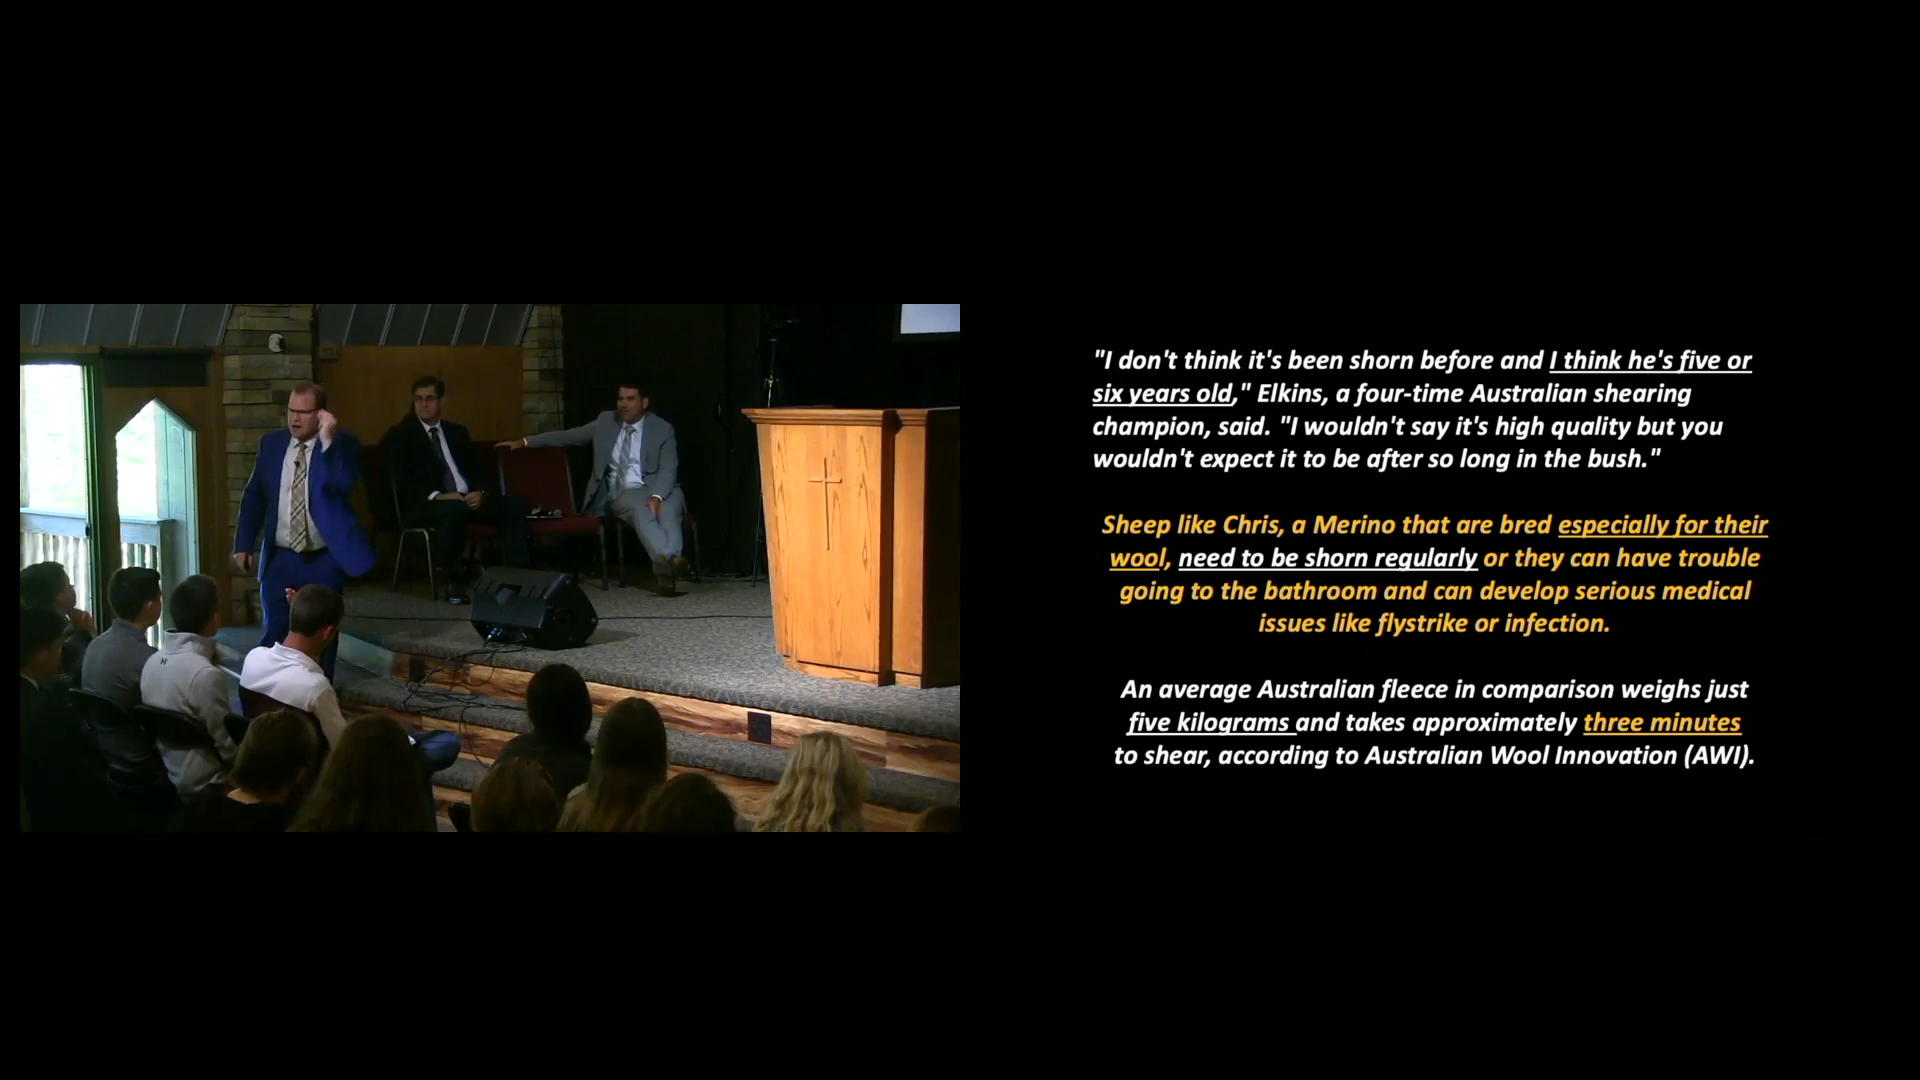 "I don't think it's been shorn before and I think he's five or
six years old," Elkins, a four-time Australian shearing
champion, said. "I wouldn't say it's high quality but you
wouldn't expect it to be after so long in the bush."
Sheep like Chris, a Merino that are bred especially for their
wool, need to be shorn regularly or they can have trouble
going to the bathroom and can develop serious medical
issues like flystrike or infection.
An average Australian fleece in comparison weighs just
five kilograms and takes approximately three minutes
to shear, according to Australian Wool Innovation (AWI).